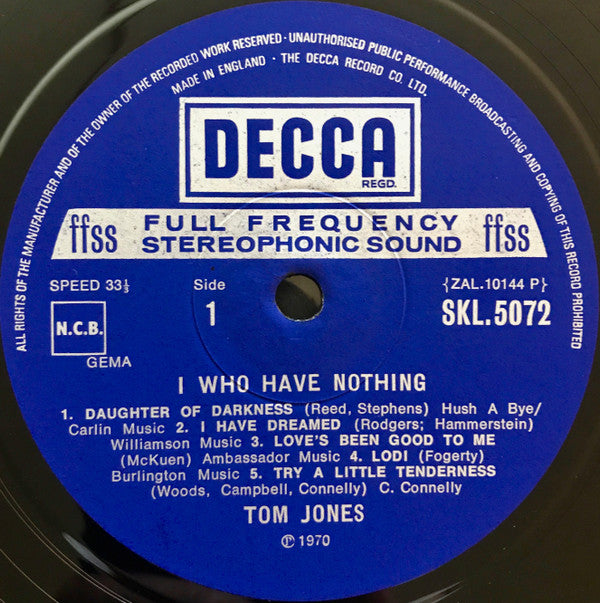 ALL RIGHTS OF THE MANUFACTURER AND OF THE OWNER OF THE RECORDED WORK RESERVED · UNAUTHORISED PUBLIC PERFORMANCE BROADCASTING AND COPYING OF THIS RECORD PROHIBITED
MADE IN ENGLAND · THE DECCA RECORD CO. LTD.
DECCA
REGD.
ffss FULL FREQUENCY STEREOPHONIC SOUND ffss
SPEED 33⅓ Side 1 {ZAL.10144 P}
N.C.B. SKL.5072
GEMA
I WHO HAVE NOTHING
1. DAUGHTER OF DARKNESS (Reed, Stephens) Hush A Bye/
Carlin Music 2. I HAVE DREAMED (Rodgers; Hammerstein)
Williamson Music 3. LOVE'S BEEN GOOD TO ME
(McKuen) Ambassador Music 4. LODI (Fogerty)
Burlington Music 5. TRY A LITTLE TENDERNESS
(Woods, Campbell, Connelly) C. Connelly
TOM JONES
℗ 1970